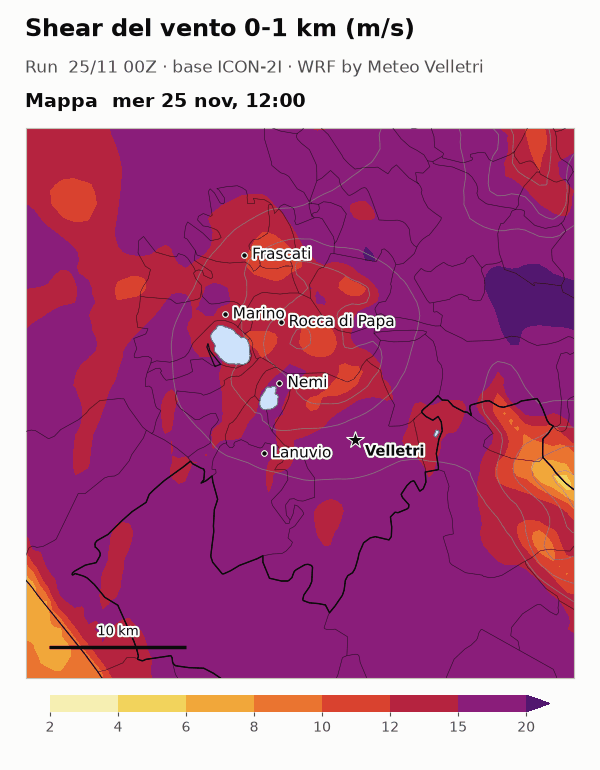 Shear del vento 0-1 km (m/s)
Run  25/11 00Z · base ICON-2I · WRF by Meteo Velletri
Mappa  mer 25 nov, 12:00
Frascati
Marino
Rocca di Papa
Nemi
Velletri
Lanuvio
10 km
2 4 6 8 10 12 15 20